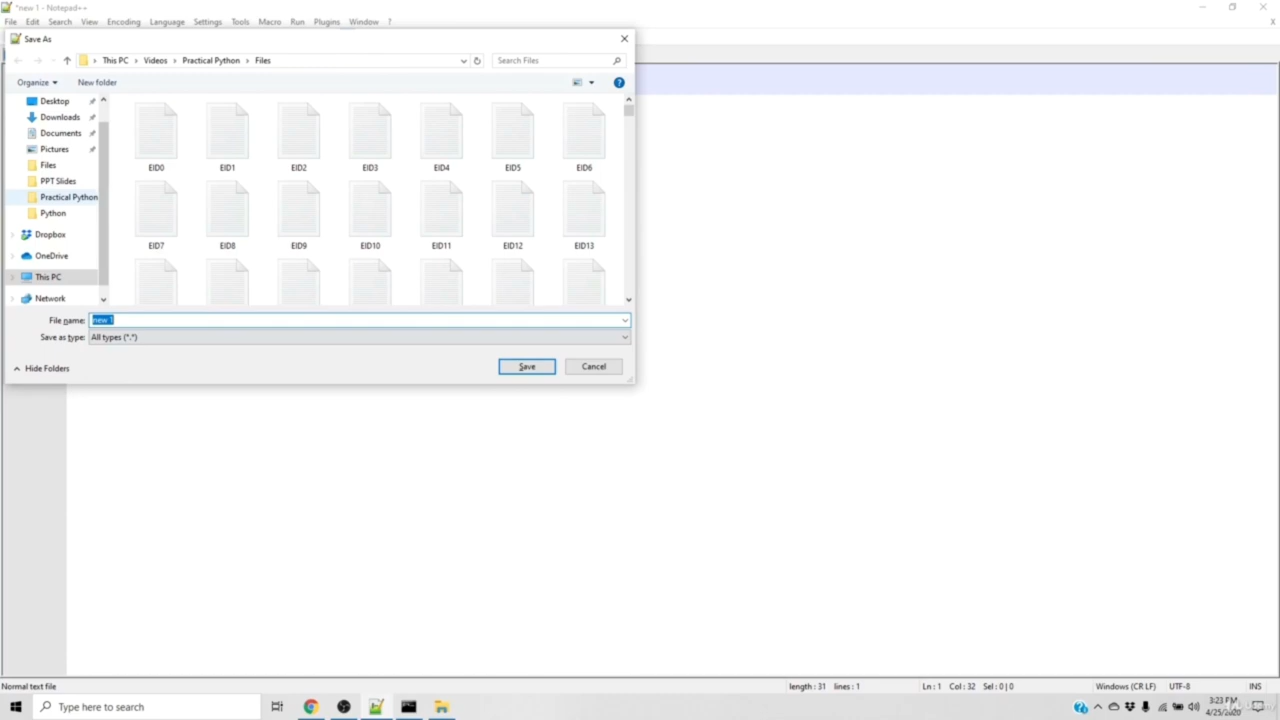 *new 1 - Notepad++
File Edit Search View Encoding Language Settings Tools Macro Run Plugins Window ?
X
Save As
This PC > Videos > Practical Python > Files
Search Files
Organize
New folder
Desktop
Downloads
Documents
Pictures
Files
PPT Slides
Practical Python
Python
Dropbox
OneDrive
This PC
Network
EID0 EID1 EID2 EID3 EID4 EID5 EID6
EID7 EID8 EID9 EID10 EID11 EID12 EID13
File name: new 1
Save as type: All types (*.*)
Hide Folders
Save
Cancel
Normal text file
length : 31 lines : 1
Ln : 1 Col : 32 Sel : 0 | 0
Windows (CR LF)
UTF-8
INS
Type here to search
3:23 PM
4/25/2020